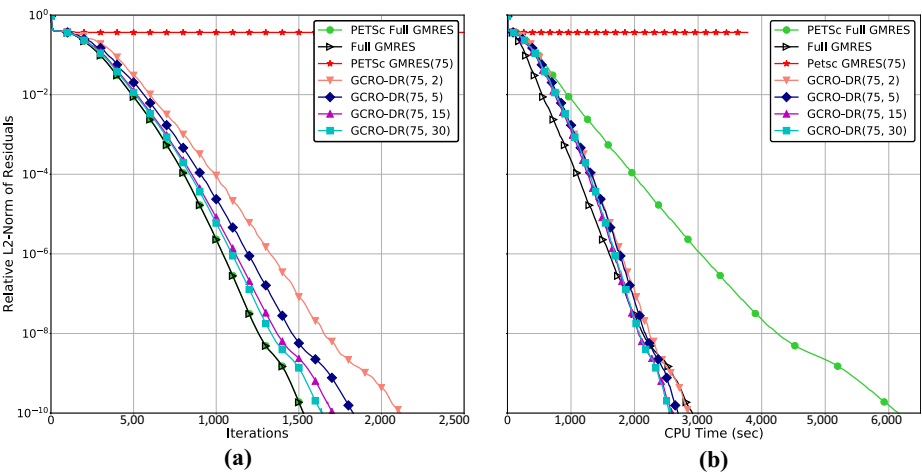 10^0
10^-2
10^-4
10^-6
10^-8
10^-10
Relative L2-Norm of Residuals
PETSc Full GMRES
Full GMRES
PETSc GMRES(75)
GCRO-DR(75, 2)
GCRO-DR(75, 5)
GCRO-DR(75, 15)
GCRO-DR(75, 30)
0 500 1,000 1,500 2,000 2,500
Iterations
(a)
PETSc Full GMRES
Full GMRES
Petsc GMRES(75)
GCRO-DR(75, 2)
GCRO-DR(75, 5)
GCRO-DR(75, 15)
GCRO-DR(75, 30)
0 1,000 2,000 3,000 4,000 5,000 6,000
CPU Time (sec)
(b)